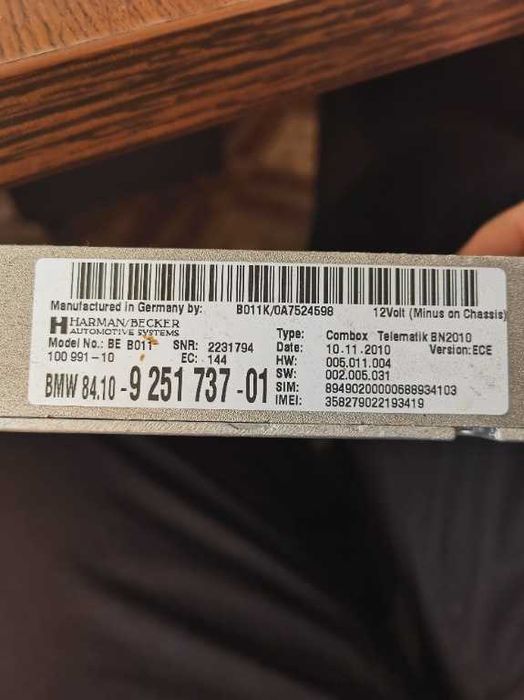 Manufactured in Germany by: B011K/0A7524598 12Volt (Minus on Chassis)
HARMAN/BECKER
AUTOMOTIVE SYSTEMS
Type: Combox Telematik BN2010
Model No.: BE B011 SNR: 2231794 Date: 10.11.2010 Version: ECE
100 991-10 EC: 144 HW: 005.011.004
SW: 002.005.031
BMW 84.10-9 251 737-01 SIM: 89490200000688934103
IMEI: 358279022193419